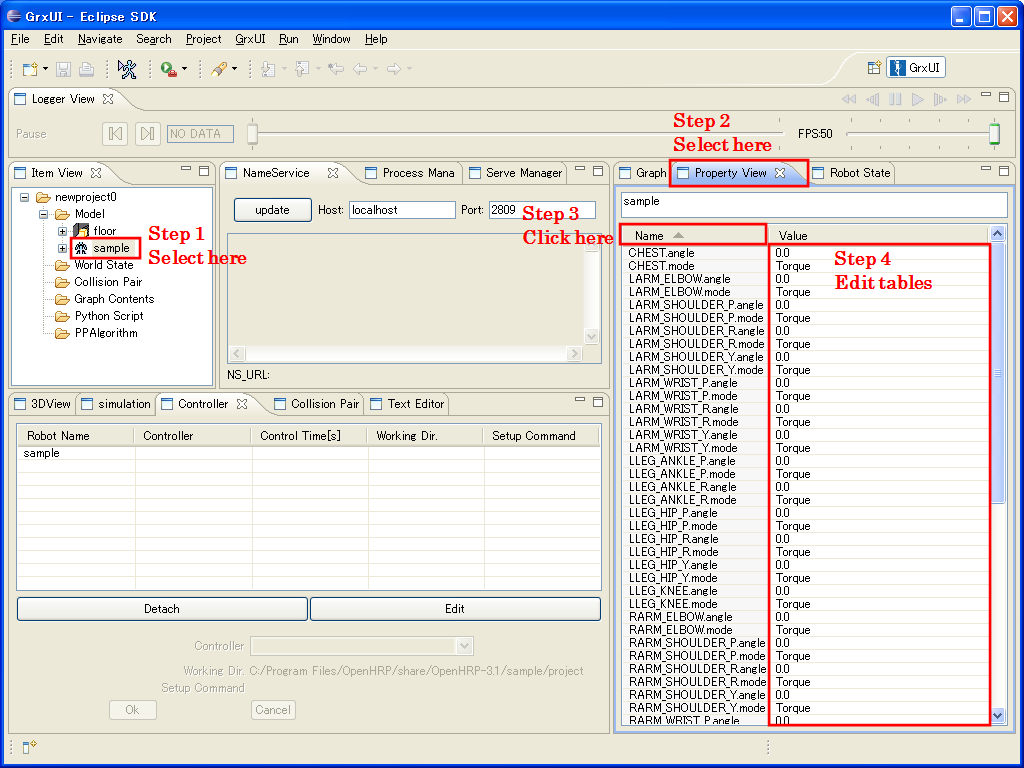 GrxUI - Eclipse SDK
File Edit Navigate Search Project GrxUI Run Window Help
GrxUI
Logger View
Pause
NO DATA
FPS:50
Step 2
Select here
Item View
NameService
Process Mana
Serve Manager
Graph
Property View
Robot State
newproject0
Model
floor
sample
World State
Collision Pair
Graph Contents
Python Script
PPAlgorithm
Step 1
Select here
update
Host:
localhost
Port:
2809
Step 3
Click here
NS_URL:
sample
Name Value
Step 4
Edit tables
CHEST.angle 0.0
CHEST.mode Torque
LARM_ELBOW.angle 0.0
LARM_ELBOW.mode Torque
LARM_SHOULDER_P.angle 0.0
LARM_SHOULDER_P.mode Torque
LARM_SHOULDER_R.angle 0.0
LARM_SHOULDER_R.mode Torque
LARM_SHOULDER_Y.angle 0.0
LARM_SHOULDER_Y.mode Torque
LARM_WRIST_P.angle 0.0
LARM_WRIST_P.mode Torque
LARM_WRIST_R.angle 0.0
LARM_WRIST_R.mode Torque
LARM_WRIST_Y.angle 0.0
LARM_WRIST_Y.mode Torque
LLEG_ANKLE_P.angle 0.0
LLEG_ANKLE_P.mode Torque
LLEG_ANKLE_R.angle 0.0
LLEG_ANKLE_R.mode Torque
LLEG_HIP_P.angle 0.0
LLEG_HIP_P.mode Torque
LLEG_HIP_R.angle 0.0
LLEG_HIP_R.mode Torque
LLEG_HIP_Y.angle 0.0
LLEG_HIP_Y.mode Torque
LLEG_KNEE.angle 0.0
LLEG_KNEE.mode Torque
RARM_ELBOW.angle 0.0
RARM_ELBOW.mode Torque
RARM_SHOULDER_P.angle 0.0
RARM_SHOULDER_P.mode Torque
RARM_SHOULDER_R.angle 0.0
RARM_SHOULDER_R.mode Torque
RARM_SHOULDER_Y.angle 0.0
RARM_SHOULDER_Y.mode Torque
RARM_WRIST_P.angle 0.0
3DView
simulation
Controller
Collision Pair
Text Editor
Robot Name Controller Control Time[s] Working Dir. Setup Command
sample
Detach
Edit
Controller
Working Dir. C:/Program Files/OpenHRP/share/OpenHRP-3.1/sample/project
Setup Command
Ok
Cancel